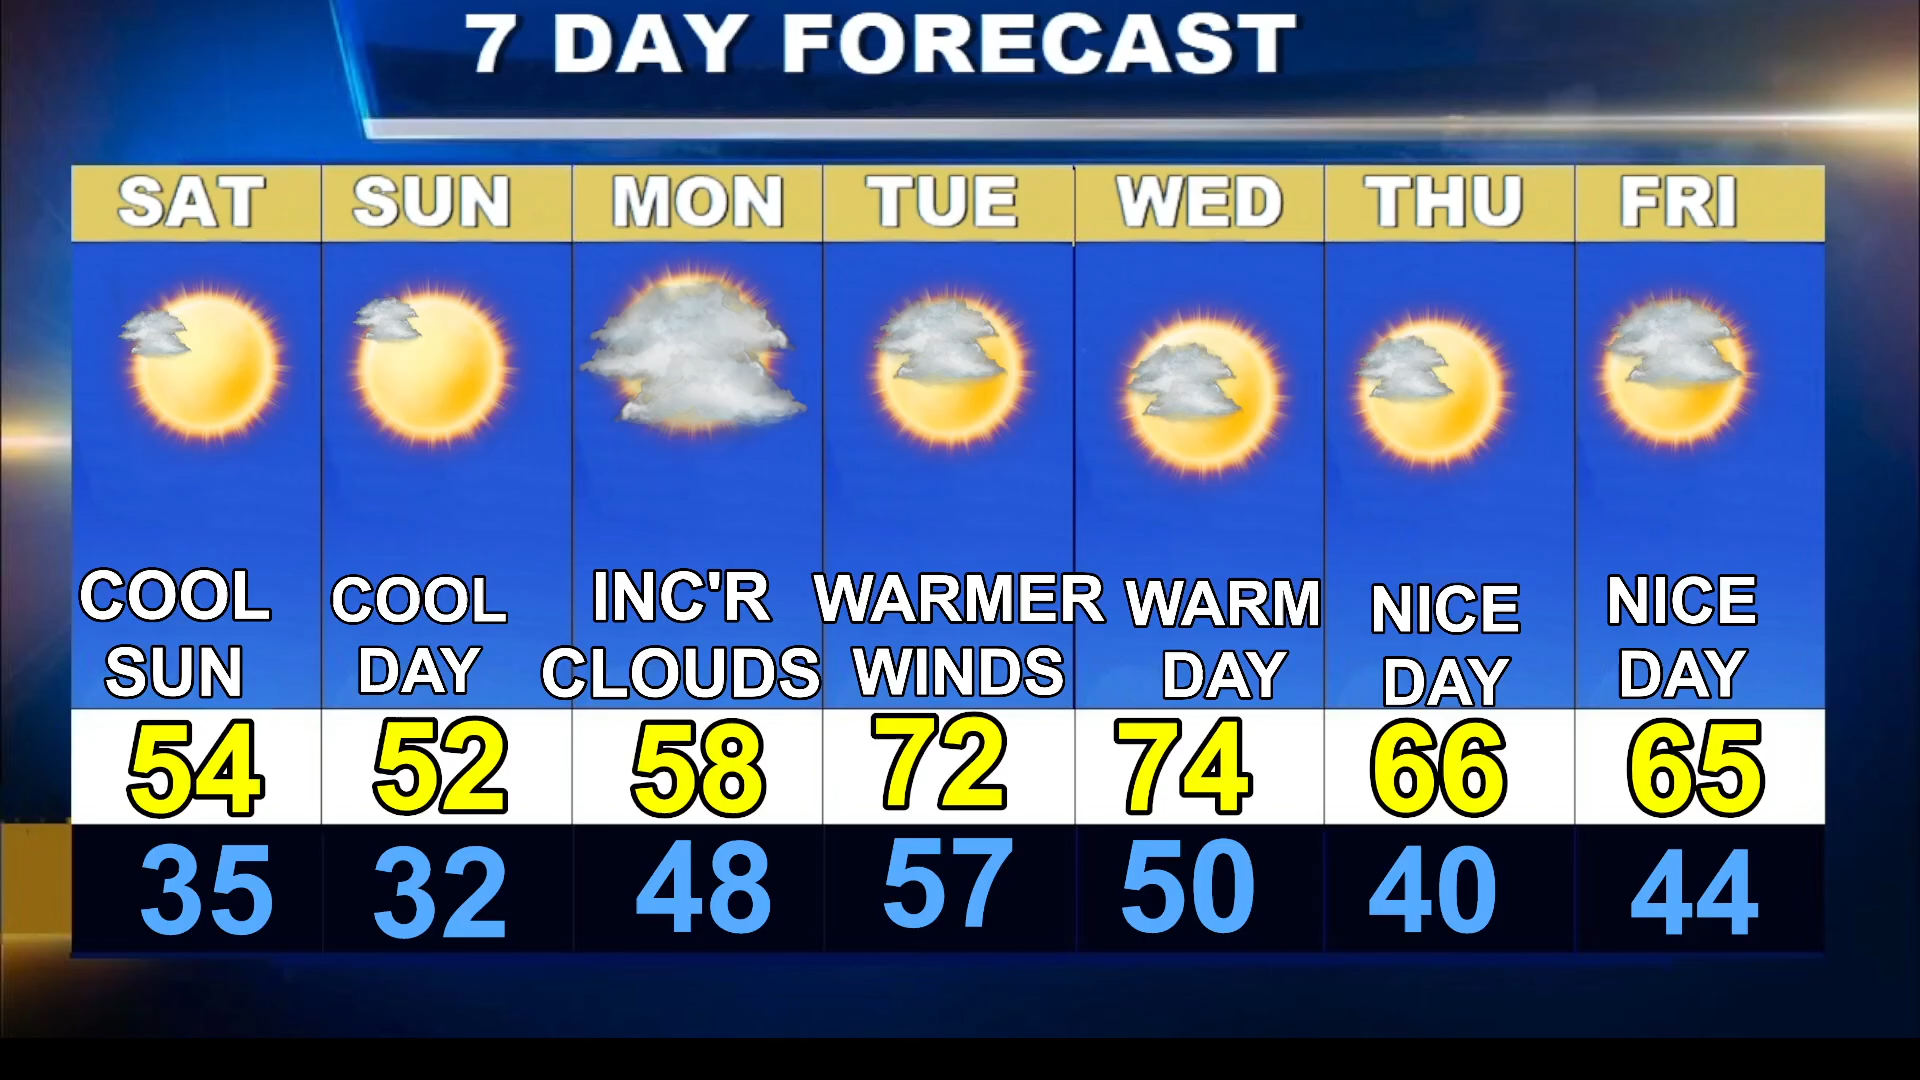 7 DAY FORECAST
SAT SUN MON TUE WED THU FRI
COOL COOL INC'R WARMER WARM NICE NICE
SUN DAY CLOUDS WINDS DAY DAY DAY
54 52 58 72 74 66 65
35 32 48 57 50 40 44